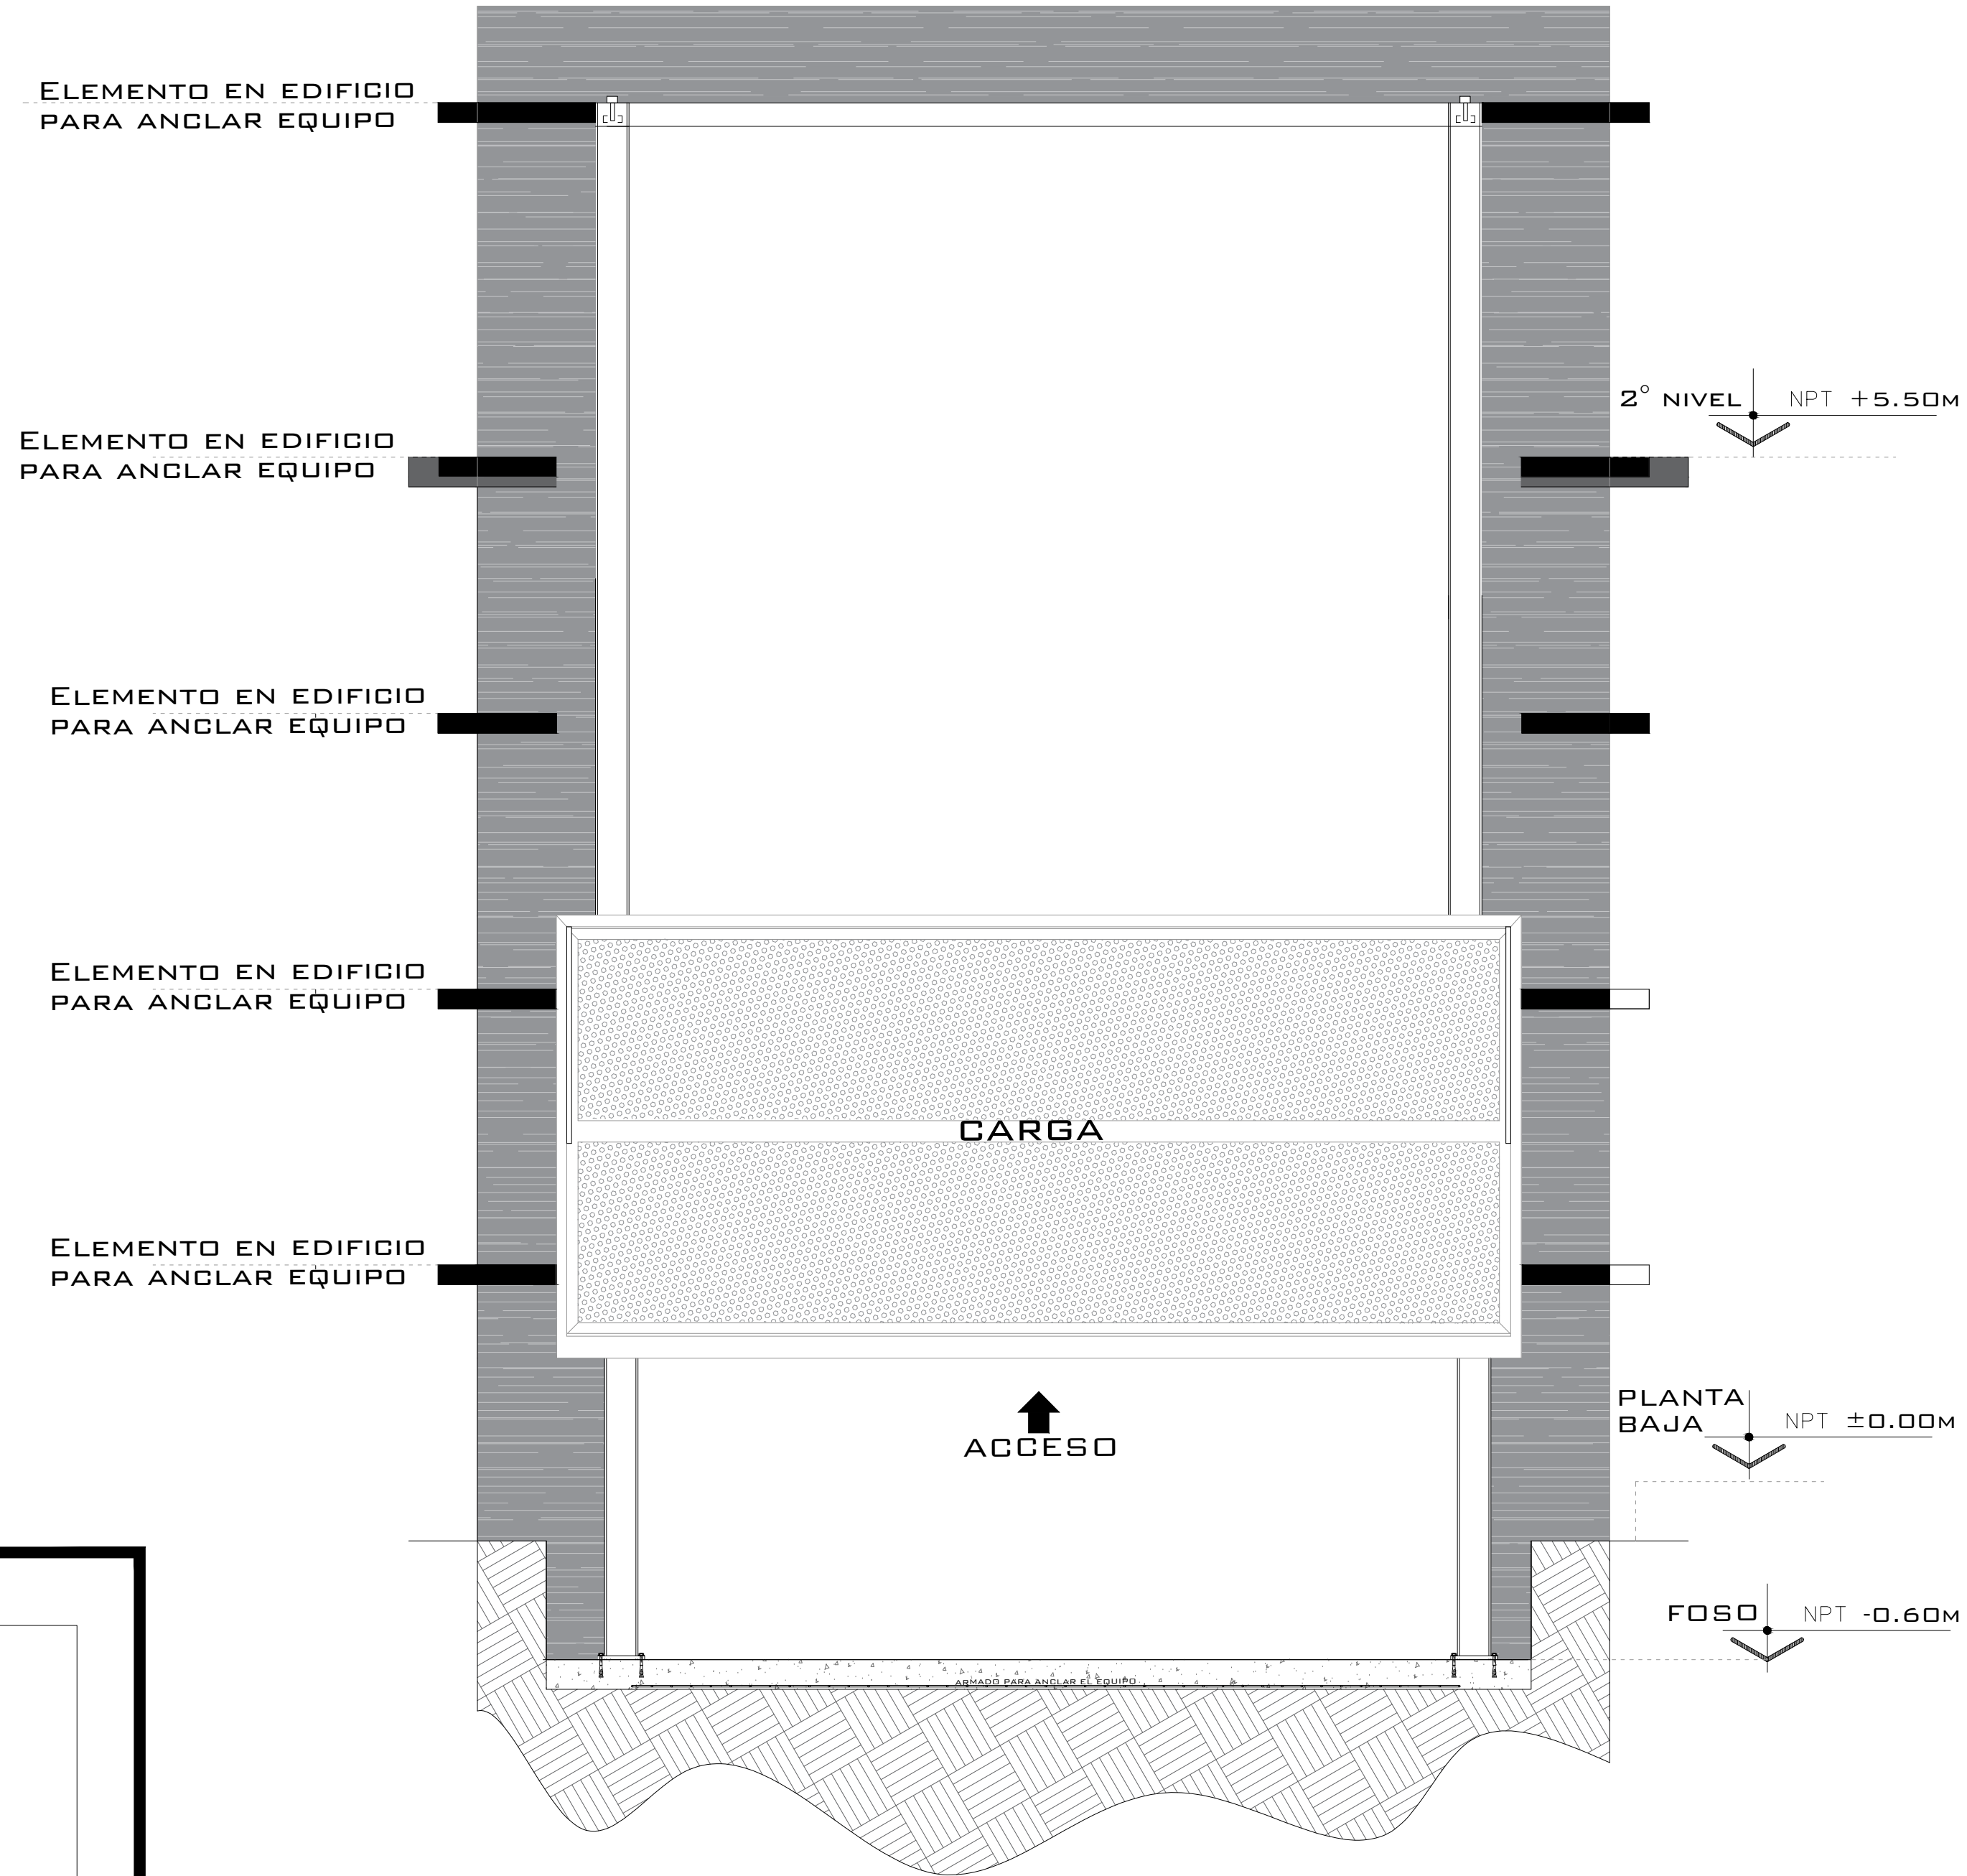 ELEMENTO EN EDIFICIO
PARA ANCLAR EQUIPO
2° NIVEL NPT +5.50M
ELEMENTO EN EDIFICIO
PARA ANCLAR EQUIPO
ELEMENTO EN EDIFICIO
PARA ANCLAR EQUIPO
ELEMENTO EN EDIFICIO
PARA ANCLAR EQUIPO
CARGA
ELEMENTO EN EDIFICIO
PARA ANCLAR EQUIPO
PLANTA
BAJA NPT ±0.00M
ACCESO
FOSO NPT -0.60M
ARMADO PARA ANCLAR EL EQUIPO